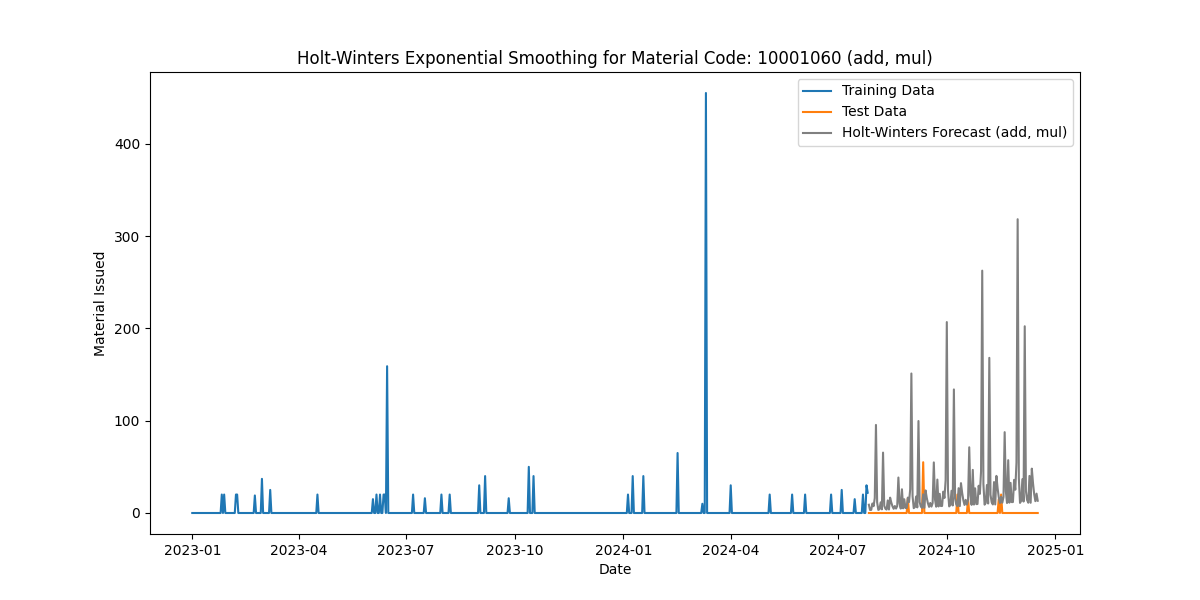 Holt-Winters Exponential Smoothing for Material Code: 10001060 (add, mul)
Training Data
Test Data
Holt-Winters Forecast (add, mul)
Material Issued
400
300
200
100
0
2023-01 2023-04 2023-07 2023-10 2024-01 2024-04 2024-07 2024-10 2025-01
Date